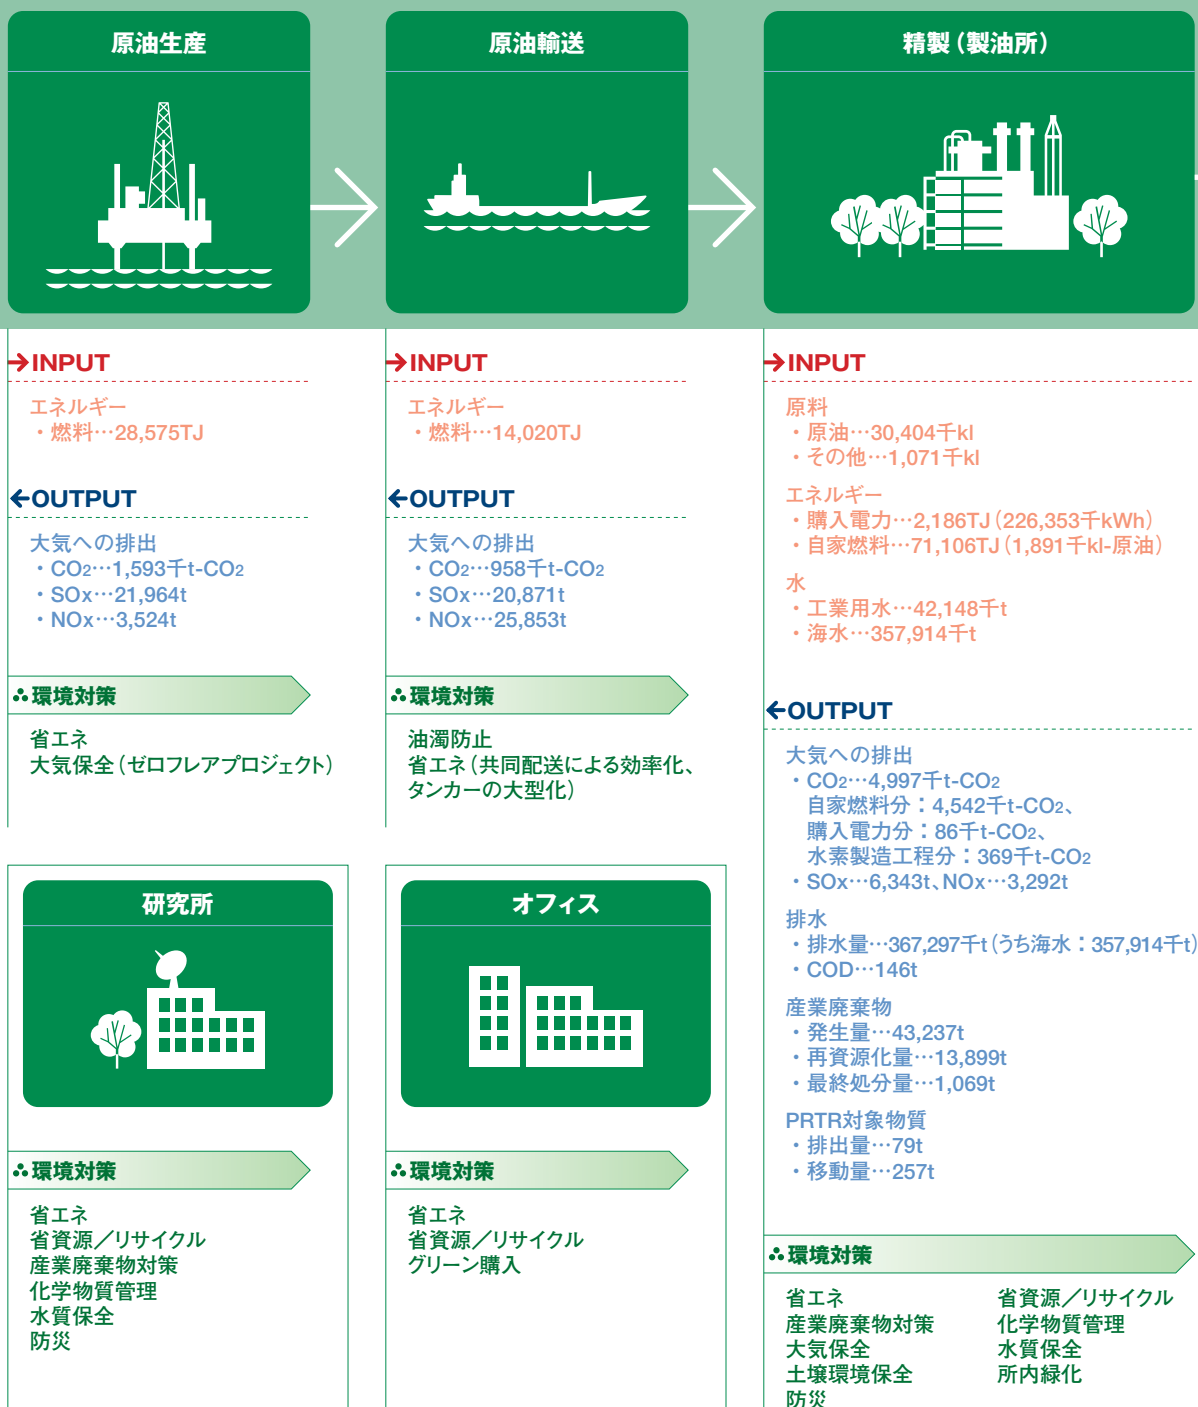 原油生産
INPUT
エネルギー
・燃料…28,575TJ
OUTPUT
大気への排出
・CO2…1,593千t-CO2
・SOx…21,964t
・NOx…3,524t
環境対策
省エネ
大気保全（ゼロフレアプロジェクト）
原油輸送
INPUT
エネルギー
・燃料…14,020TJ
OUTPUT
大気への排出
・CO2…958千t-CO2
・SOx…20,871t
・NOx…25,853t
環境対策
油濁防止
省エネ（共同配送による効率化、
タンカーの大型化）
精製（製油所）
INPUT
原料
・原油…30,404千kl
・その他…1,071千kl
エネルギー
・購入電力…2,186TJ（226,353千kWh）
・自家燃料…71,106TJ（1,891千kl-原油）
水
・工業用水…42,148千t
・海水…357,914千t
OUTPUT
大気への排出
・CO2…4,997千t-CO2
自家燃料分：4,542千t-CO2、
購入電力分：86千t-CO2、
水素製造工程分：369千t-CO2
・SOx…6,343t、NOx…3,292t
排水
・排水量…367,297千t（うち海水：357,914千t）
・COD…146t
産業廃棄物
・発生量…43,237t
・再資源化量…13,899t
・最終処分量…1,069t
PRTR対象物質
・排出量…79t
・移動量…257t
環境対策
省エネ
産業廃棄物対策
大気保全
土壌環境保全
防災
省資源／リサイクル
化学物質管理
水質保全
所内緑化
研究所
環境対策
省エネ
省資源／リサイクル
産業廃棄物対策
化学物質管理
水質保全
防災
オフィス
環境対策
省エネ
省資源／リサイクル
グリーン購入